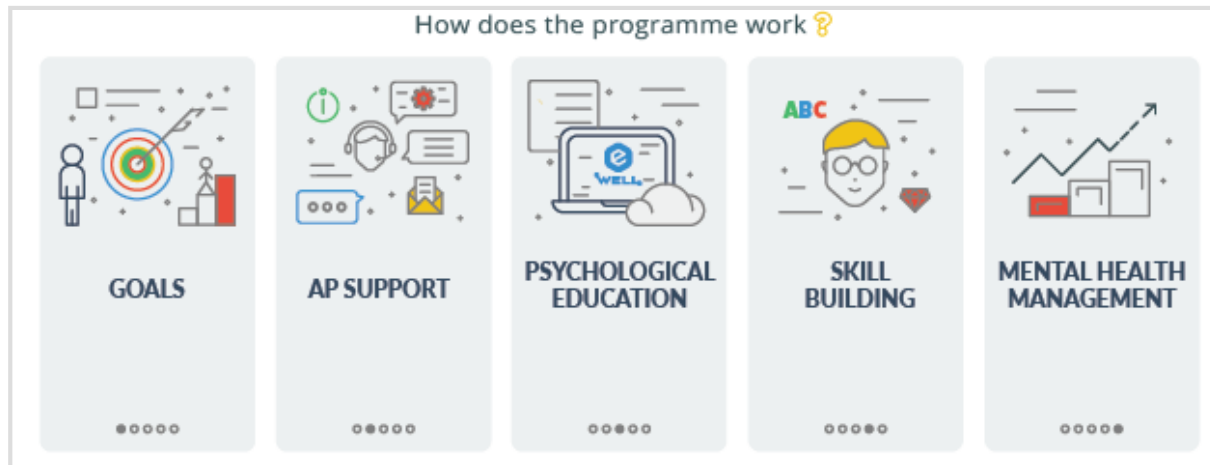 How does the programme work ?
GOALS
AP SUPPORT
e
WELL
PSYCHOLOGICAL
EDUCATION
ABC
SKILL
BUILDING
MENTAL HEALTH
MANAGEMENT